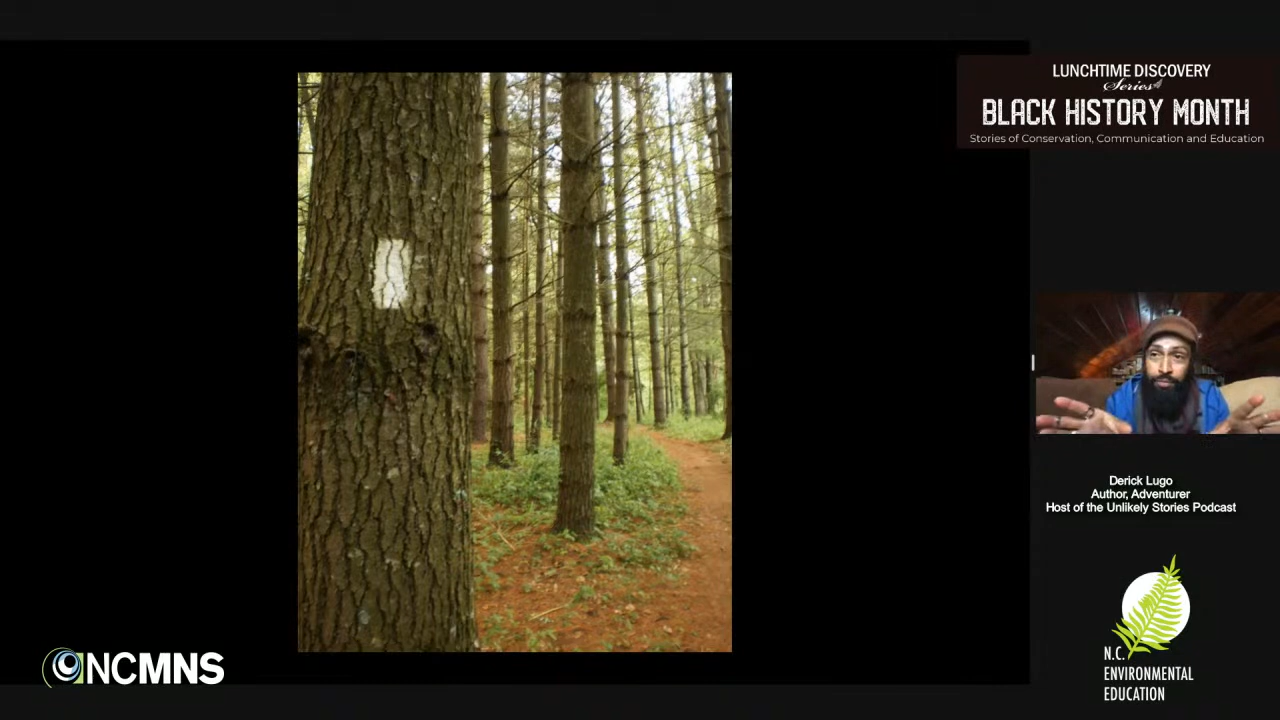 LUNCHTIME DISCOVERY
Series
BLACK HISTORY MONTH
Stories of Conservation, Communication and Education
Derick Lugo
Author, Adventurer
Host of the Unlikely Stories Podcast
NCMNS
N.C.
ENVIRONMENTAL
EDUCATION